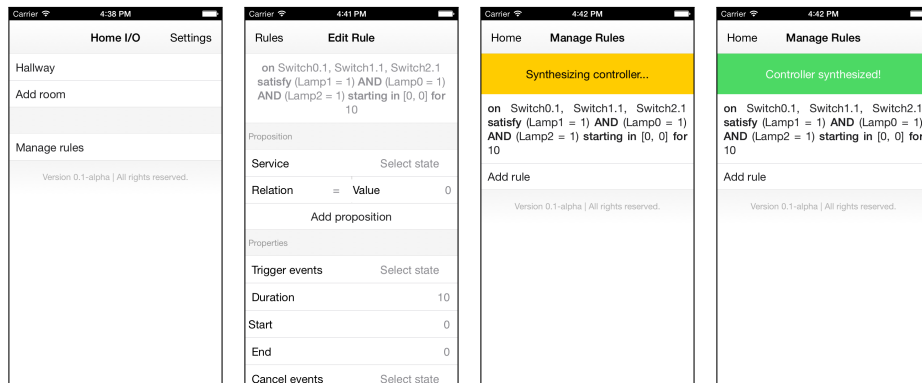 Carrier 4:38 PM
Home I/O Settings
Hallway
Add room
Manage rules
Version 0.1-alpha | All rights reserved.
Carrier 4:41 PM
Rules Edit Rule
on Switch0.1, Switch1.1, Switch2.1
satisfy (Lamp1 = 1) AND (Lamp0 = 1)
AND (Lamp2 = 1) starting in [0, 0] for
10
Proposition
Service Select state
Relation = Value 0
Add proposition
Properties
Trigger events Select state
Duration 10
Start 0
End 0
Cancel events Select state
Carrier 4:42 PM
Home Manage Rules
Synthesizing controller...
on Switch0.1, Switch1.1, Switch2.1
satisfy (Lamp1 = 1) AND (Lamp0 = 1)
AND (Lamp2 = 1) starting in [0, 0] for
10
Add rule
Version 0.1-alpha | All rights reserved.
Carrier 4:42 PM
Home Manage Rules
Controller synthesized!
on Switch0.1, Switch1.1, Switch2.1
satisfy (Lamp1 = 1) AND (Lamp0 = 1)
AND (Lamp2 = 1) starting in [0, 0] for
10
Add rule
Version 0.1-alpha | All rights reserved.